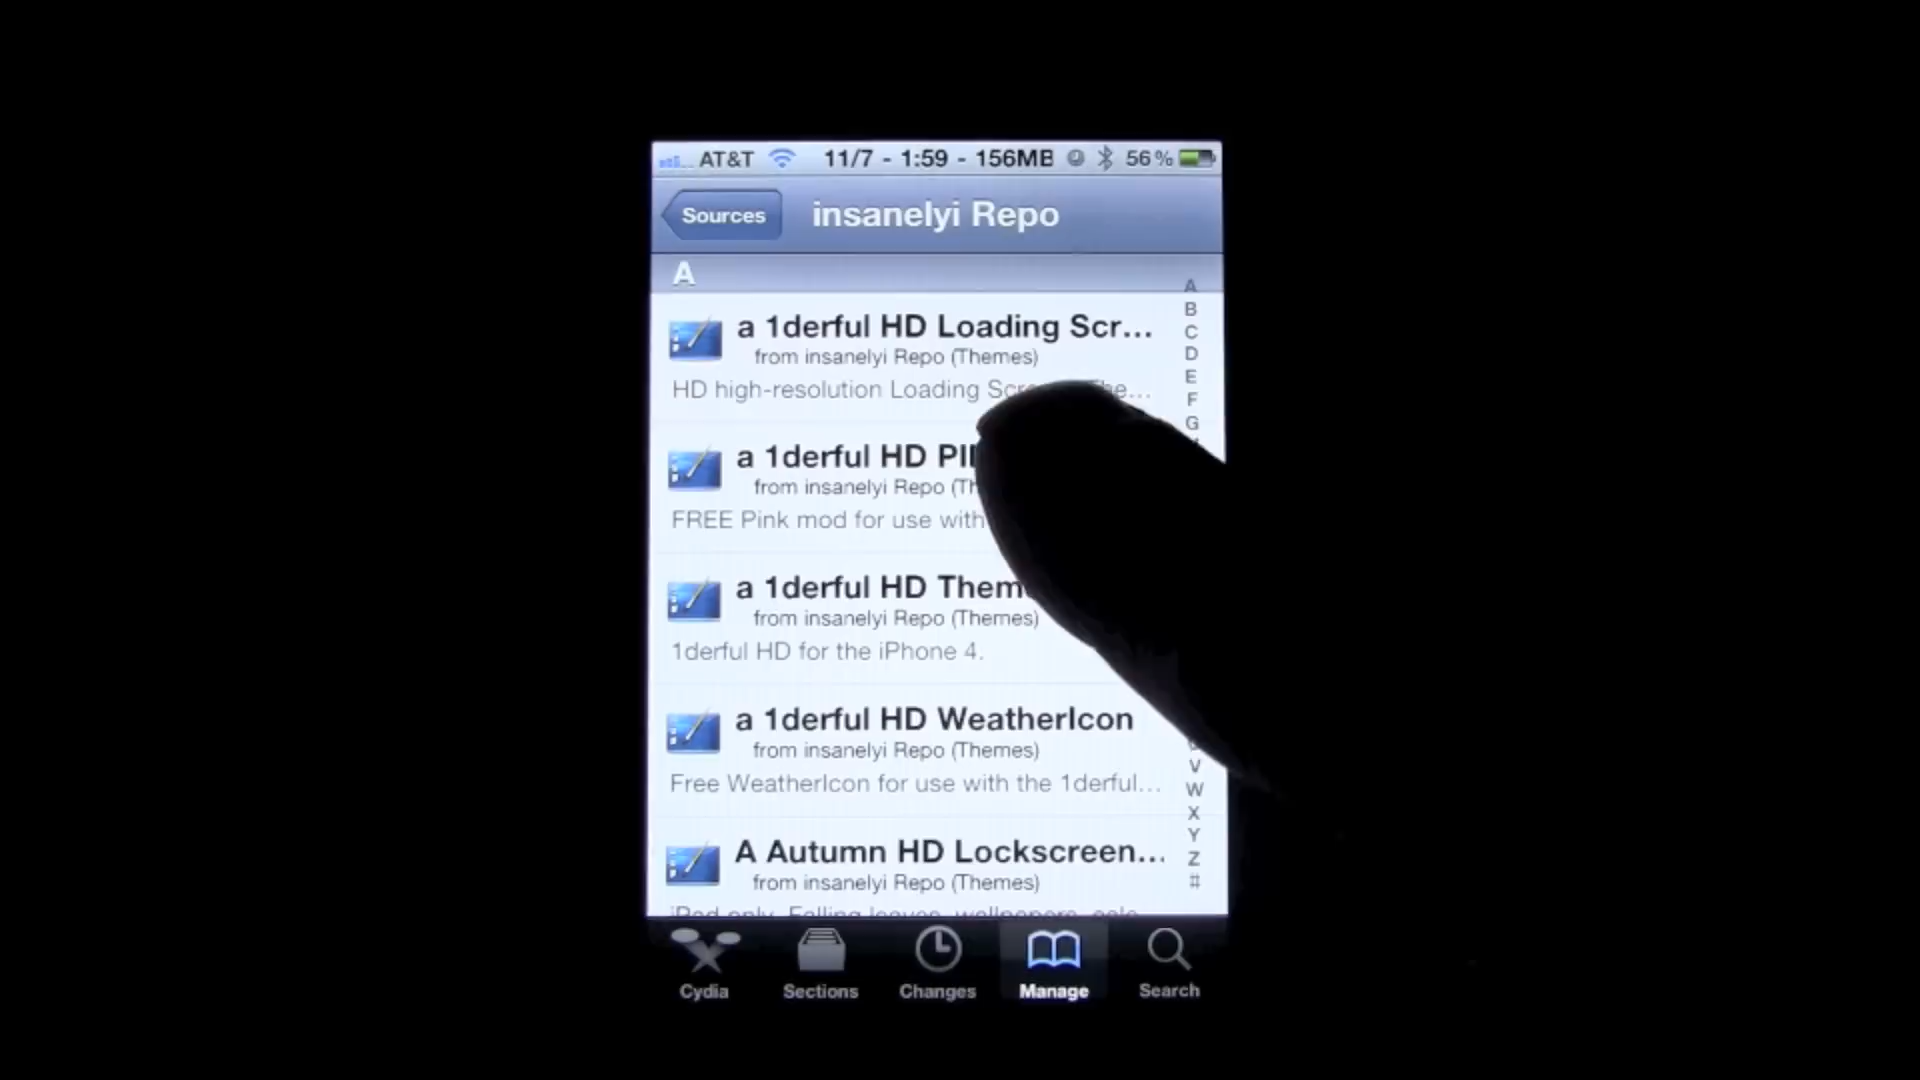 AT&T 11/7 - 1:59 - 156MB 56%
Sources insanelyi Repo
A
a 1derful HD Loading Scr...
from insanelyi Repo (Themes)
HD high-resolution Loading
a 1derful HD
from insanelyi Repo
FREE Pink mod for use with
a 1derful HD
from insanelyi Repo (Themes)
1derful HD for the iPhone 4.
a 1derful HD WeatherIcon
from insanelyi Repo (Themes)
Free WeatherIcon for use with the 1derful...
A Autumn HD Lockscreen...
from insanelyi Repo (Themes)
A
B
C
D
E
F
G
V
W
X
Y
Z
#
Cydia Sections Changes Manage Search